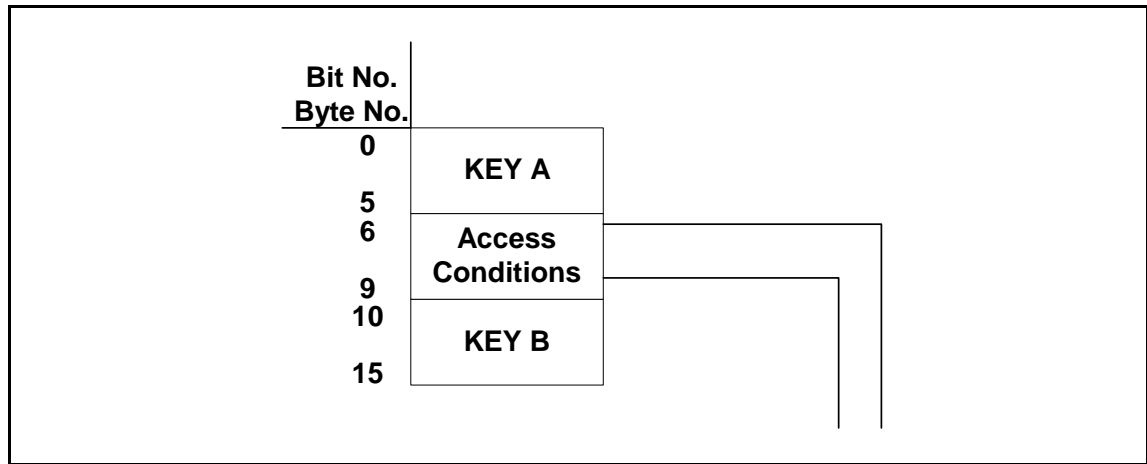 Bit No.
Byte No.
0
KEY A
5
6
Access
Conditions
9
10
KEY B
15